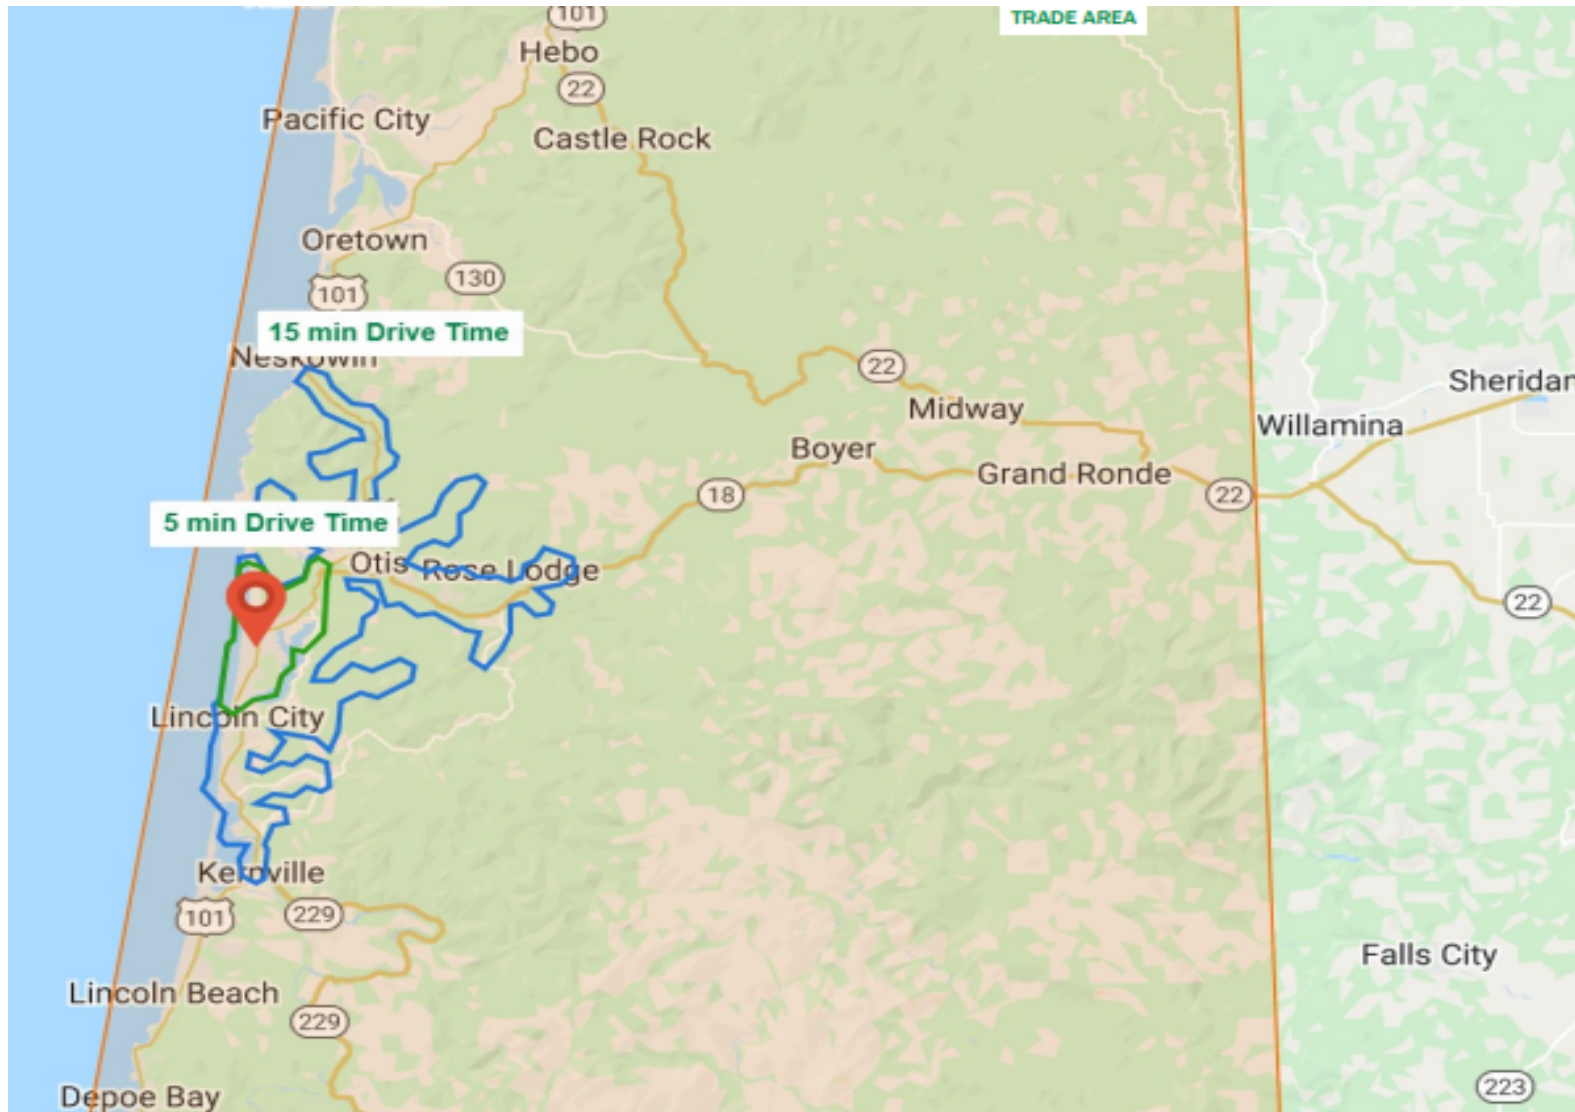 101
TRADE AREA
Hebo
22
Pacific City
Castle Rock
Oretown
130
101
15 min Drive Time
Neskowin
22
Sheridan
Midway
Willamina
Boyer
Grand Ronde
18
22
5 min Drive Time
Otis
Rose Lodge
22
Lincoln City
Kernville
101
229
Falls City
Lincoln Beach
229
223
Depoe Bay